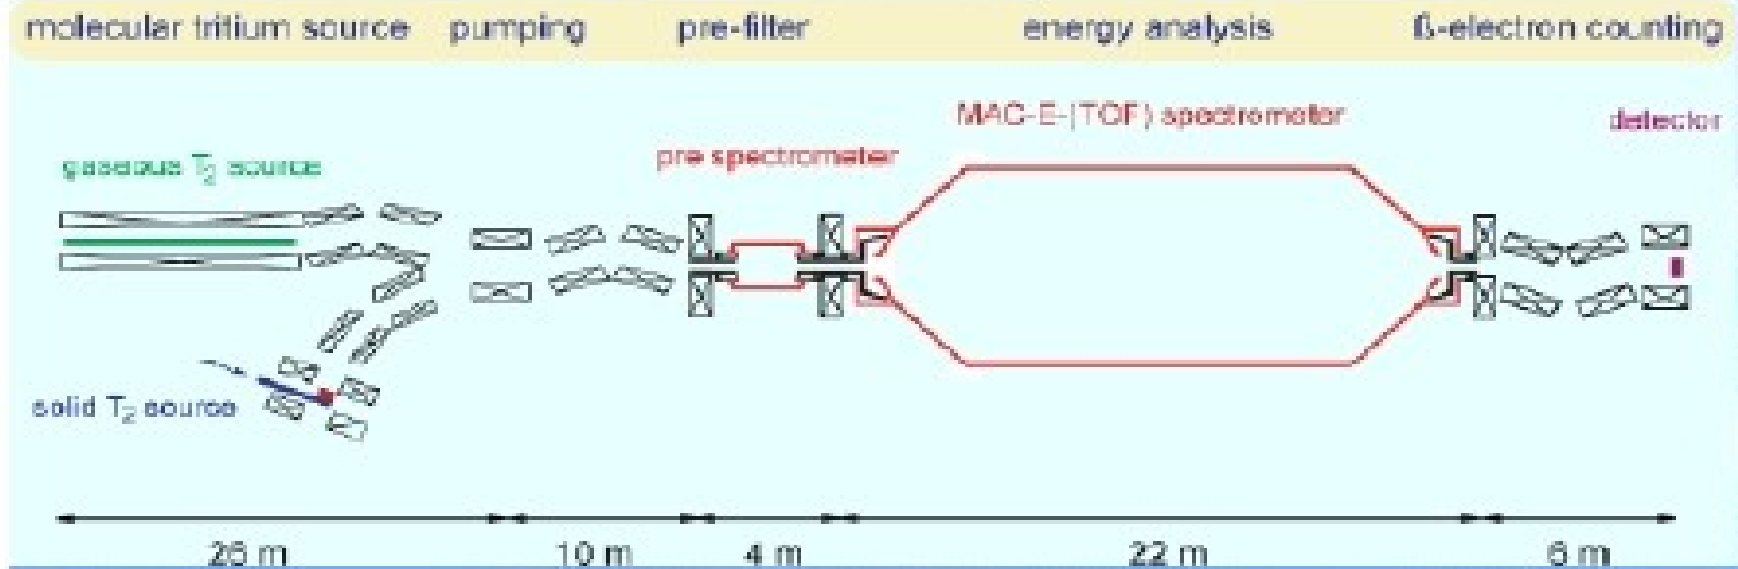 molecular tritium source pumping pre-filter energy analysis ß-electron counting
MAC-E-(TOF) spectrometer
detector
pre spectrometer
gaseous T2 source
solid T2 source
26 m 10 m 4 m 22 m 6 m